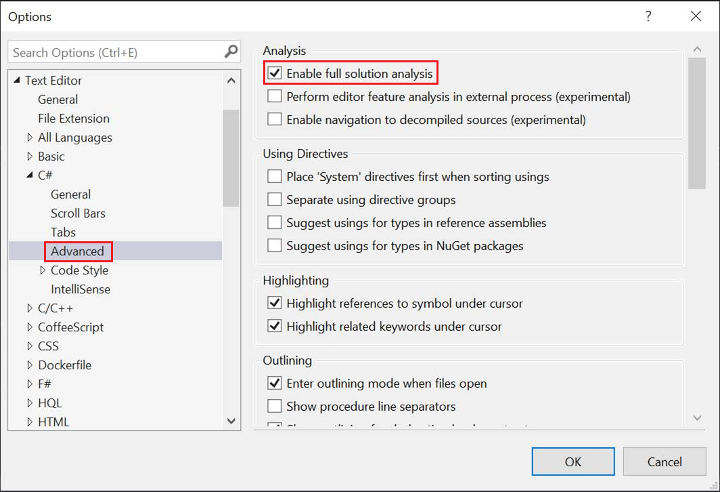 Options
?
Search Options (Ctrl+E)
Text Editor
General
File Extension
All Languages
Basic
C#
General
Scroll Bars
Tabs
Advanced
Code Style
IntelliSense
C/C++
CoffeeScript
CSS
Dockerfile
F#
HQL
HTML
Analysis
Enable full solution analysis
Perform editor feature analysis in external process (experimental)
Enable navigation to decompiled sources (experimental)
Using Directives
Place 'System' directives first when sorting usings
Separate using directive groups
Suggest usings for types in reference assemblies
Suggest usings for types in NuGet packages
Highlighting
Highlight references to symbol under cursor
Highlight related keywords under cursor
Outlining
Enter outlining mode when files open
Show procedure line separators
OK
Cancel